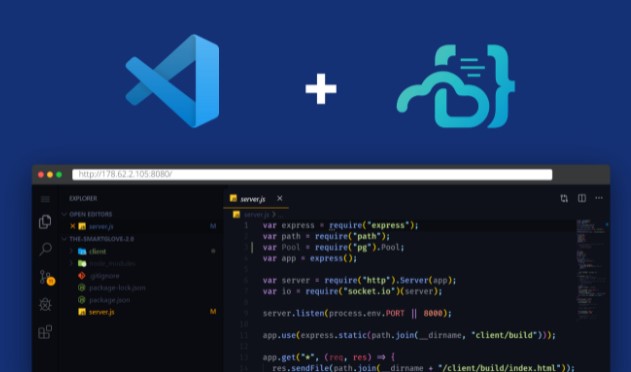 http://178.62.2.105:8080/
EXPLORER
OPEN EDITORS
server.js M
THE-SMARTGLOVE-2.0
client
node_modules
.gitignore
package-lock.json
package.json
server.js M
server.js
server.js > ...
1 var express = require("express");
2 var path = require("path");
3 var Pool = require("pg").Pool;
4 var app = express();
5
6 var server = require("http").Server(app);
7 var io = require("socket.io")(server);
8
9 server.listen(process.env.PORT || 8000);
10
11 app.use(express.static(path.join(__dirname, "client/build")));
12
13 app.get("*", (req, res) => {
14 res.sendFile(path.join(__dirname + "/client/build/index.html"));